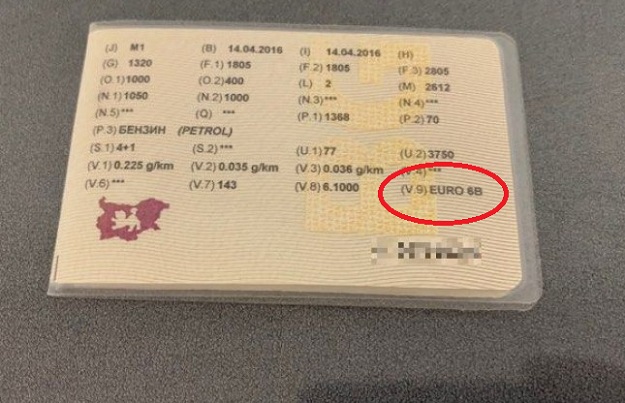 (J) M1 (B) 14.04.2016 (I) 14.04.2016 (H)
(G) 1320 (F.1) 1805 (F.2) 1805 (F.3) 2805
(O.1) 1000 (O.2) 400 (L) 2 (M) 2612
(N.1) 1050 (N.2) 1000 (N.3) *** (N.4) ***
(N.5) *** (Q) *** (P.1) 1368 (P.2) 70
(P.3) БЕНЗИН (PETROL)
(S.1) 4+1 (S.2) *** (U.1) 77 (U.2) 3750
(V.1) 0.225 g/km (V.2) 0.035 g/km (V.3) 0.036 g/km (V.4) ***
(V.6) *** (V.7) 143 (V.8) 6.1000 (V.9) EURO 6B